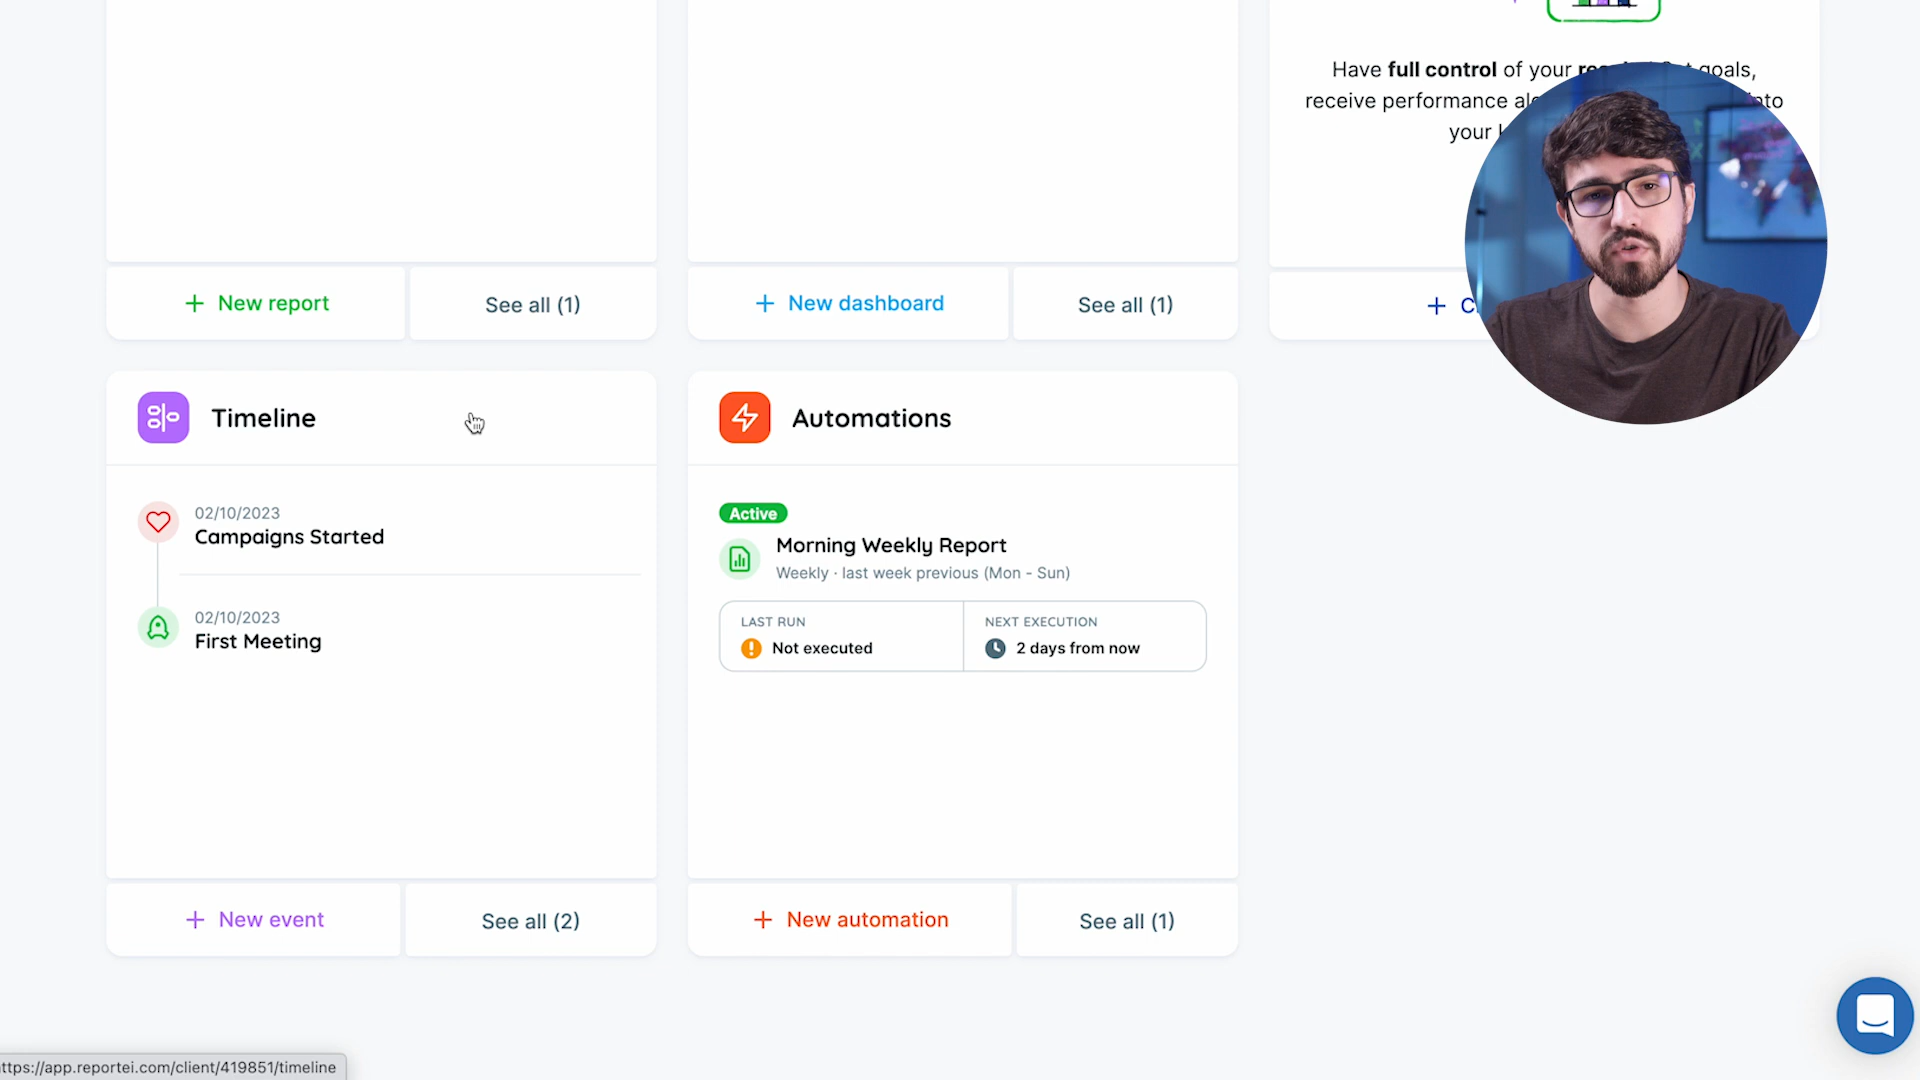 Have full control of your goals,
receive performance
your
+ New report
See all (1)
+ New dashboard
See all (1)
+
Timeline
02/10/2023
Campaigns Started
02/10/2023
First Meeting
+ New event
See all (2)
Automations
Active
Morning Weekly Report
Weekly · last week previous (Mon - Sun)
LAST RUN
Not executed
NEXT EXECUTION
2 days from now
+ New automation
See all (1)
ttps://app.reportei.com/client/419851/timeline